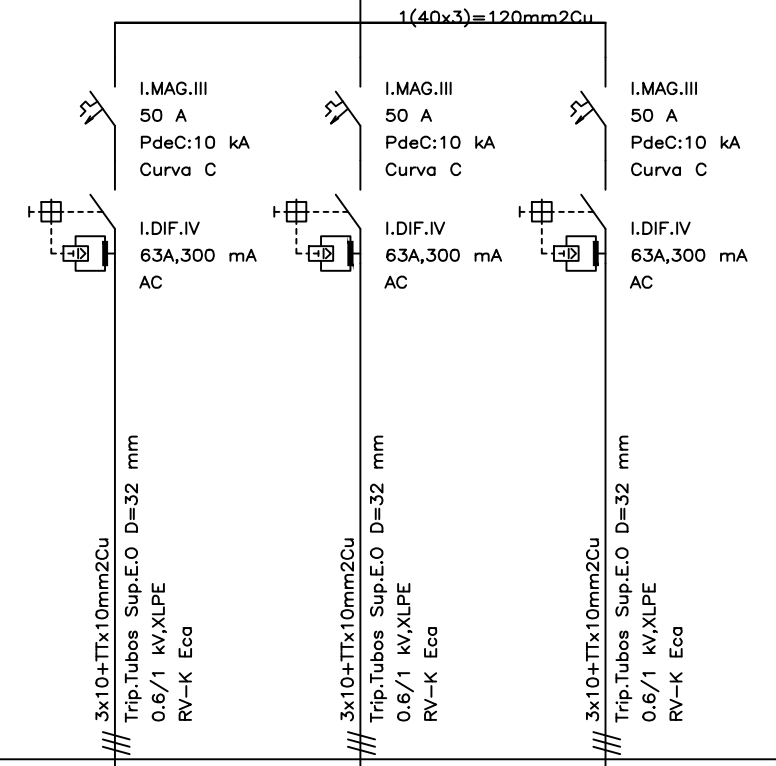 1(40x3)=120mm2Cu
I.MAG.III
50 A
PdeC:10 kA
Curva C
I.DIF.IV
63A,300 mA
AC
3x10+TTx10mm2Cu
Trip.Tubos Sup.E.O D=32 mm
0.6/1 kV,XLPE
RV-K Eca
I.MAG.III
50 A
PdeC:10 kA
Curva C
I.DIF.IV
63A,300 mA
AC
3x10+TTx10mm2Cu
Trip.Tubos Sup.E.O D=32 mm
0.6/1 kV,XLPE
RV-K Eca
I.MAG.III
50 A
PdeC:10 kA
Curva C
I.DIF.IV
63A,300 mA
AC
3x10+TTx10mm2Cu
Trip.Tubos Sup.E.O D=32 mm
0.6/1 kV,XLPE
RV-K Eca